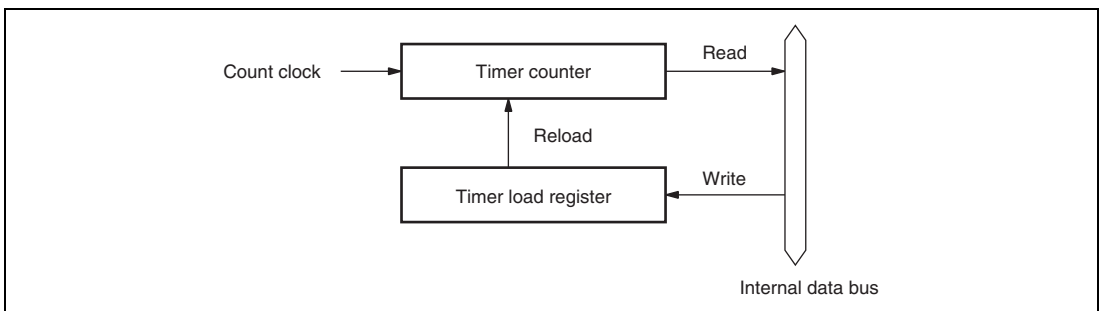 Count clock
Timer counter
Read
Reload
Timer load register
Write
Internal data bus